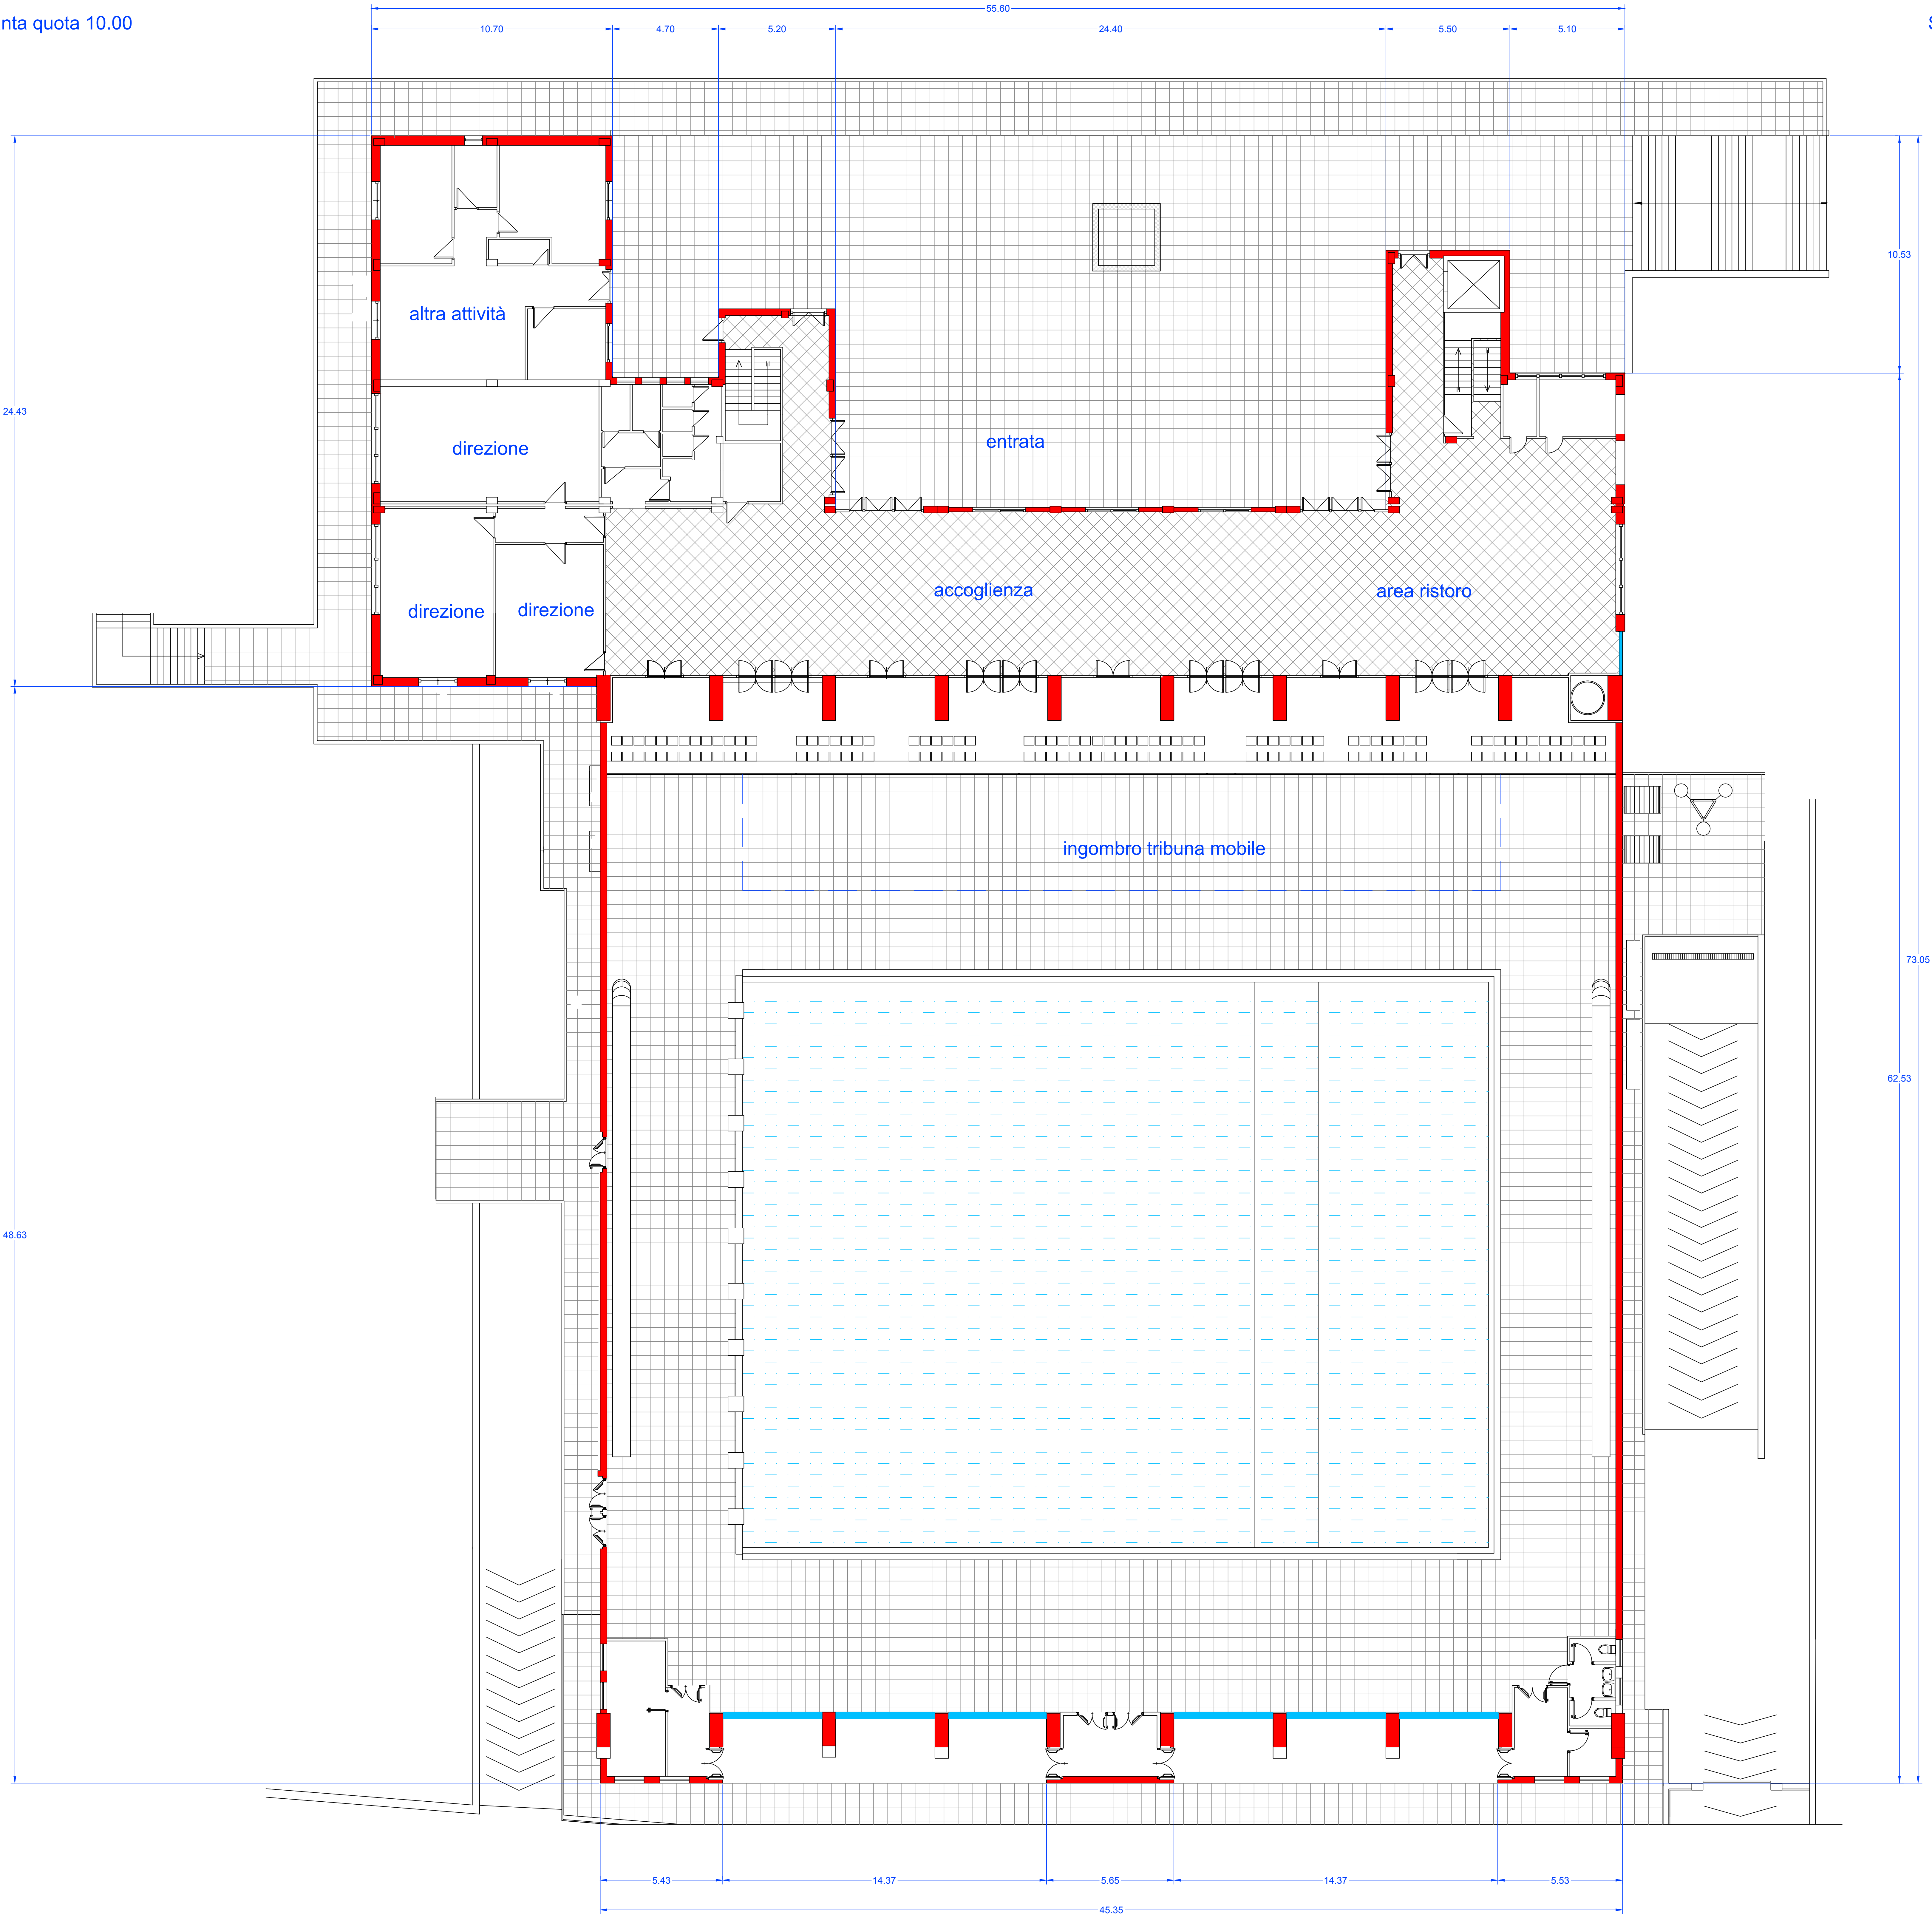 nta quota 10.00
S
55.60
10.70
4.70
5.20
24.40
5.50
5.10
10.53
altra attività
24.43
direzione
entrata
direzione
direzione
accoglienza
area ristoro
ingombro tribuna mobile
73.05
62.53
48.63
5.43
14.37
5.65
14.37
5.53
45.35